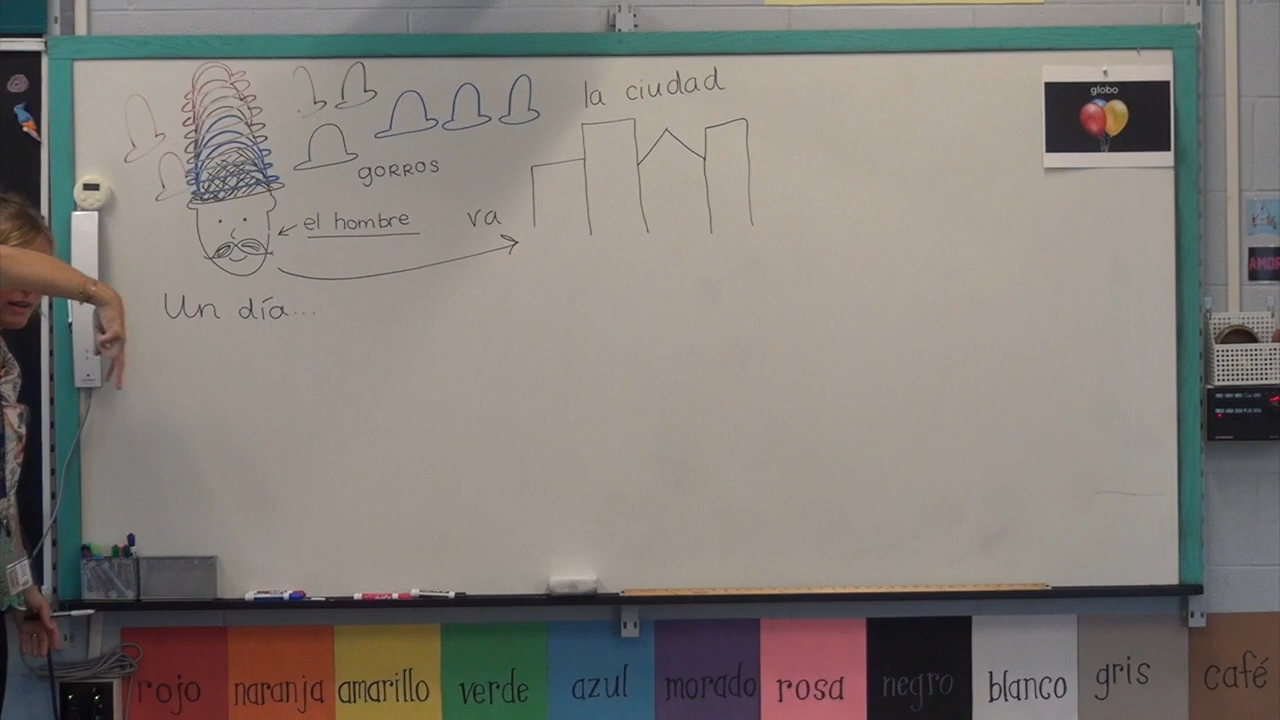 la ciudad
globo
gorros
el hombre
va
Un día...
AMOR
rojo
naranja
amarillo
verde
azul
morado
rosa
negro
blanco
gris
café